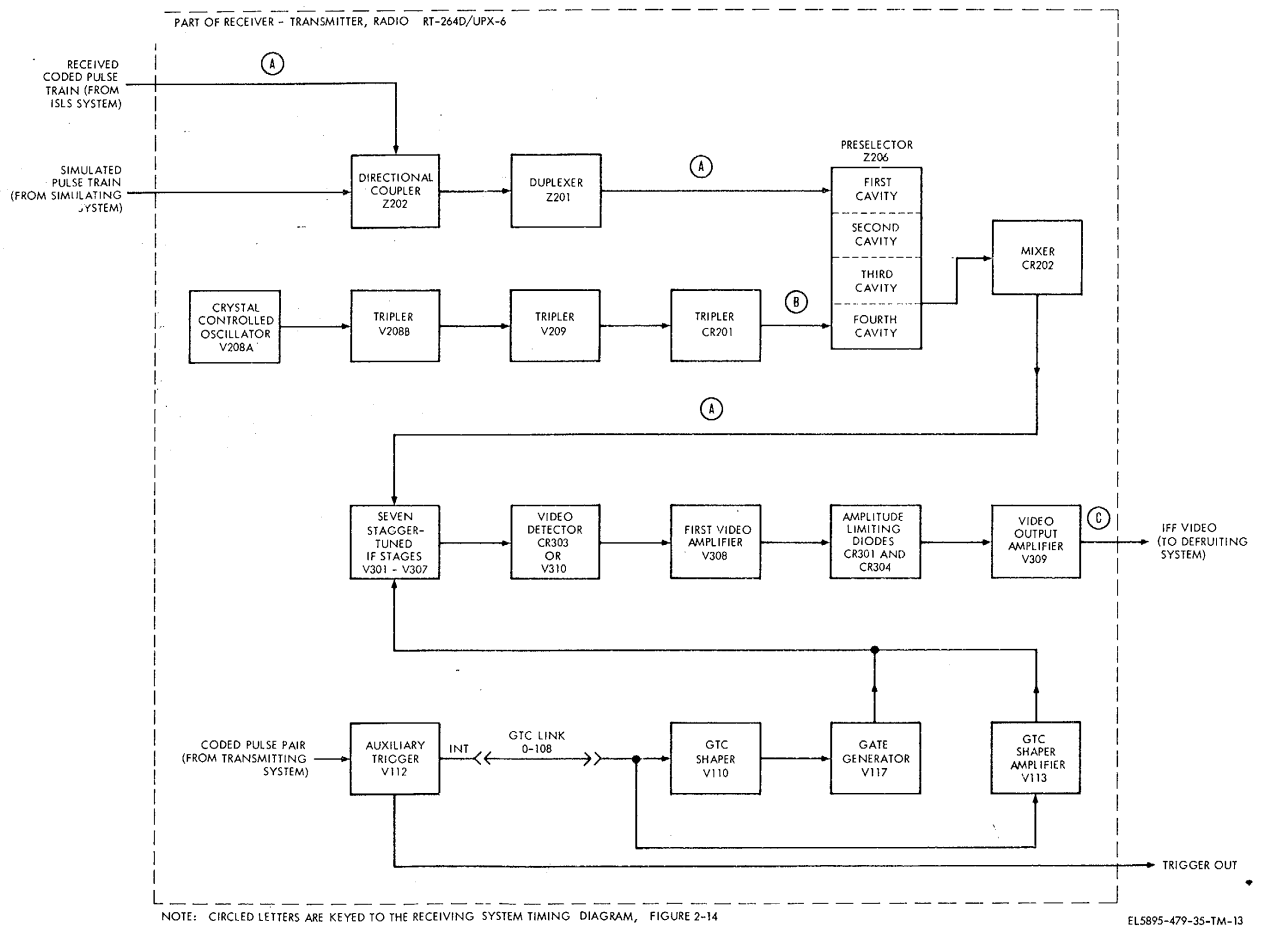 PART OF RECEIVER - TRANSMITTER, RADIO RT-264D/UPX-6
RECEIVED
CODED PULSE
TRAIN (FROM
ISLS SYSTEM)
A
SIMULATED
PULSE TRAIN
(FROM SIMULATING
SYSTEM)
DIRECTIONAL
COUPLER
Z202
DUPLEXER
Z201
A
PRESELECTOR
Z206
FIRST
CAVITY
SECOND
CAVITY
THIRD
CAVITY
FOURTH
CAVITY
MIXER
CR202
CRYSTAL
CONTROLLED
OSCILLATOR
V208A
TRIPLER
V208B
TRIPLER
V209
TRIPLER
CR201
B
A
SEVEN
STAGGER-
TUNED
IF STAGES
V301 - V307
VIDEO
DETECTOR
CR303
OR
V310
FIRST VIDEO
AMPLIFIER
V308
AMPLITUDE
LIMITING
DIODES
CR301 AND
CR304
VIDEO
OUTPUT
AMPLIFIER
V309
C
IFF VIDEO
(TO DEFRUITING
SYSTEM)
CODED PULSE PAIR
(FROM TRANSMITTING
SYSTEM)
AUXILIARY
TRIGGER
V112
INT
GTC LINK
0-108
GTC
SHAPER
V110
GATE
GENERATOR
V117
GTC
SHAPER
AMPLIFIER
V113
TRIGGER OUT
NOTE: CIRCLED LETTERS ARE KEYED TO THE RECEIVING SYSTEM TIMING DIAGRAM, FIGURE 2-14
EL5895-479-35-TM-13